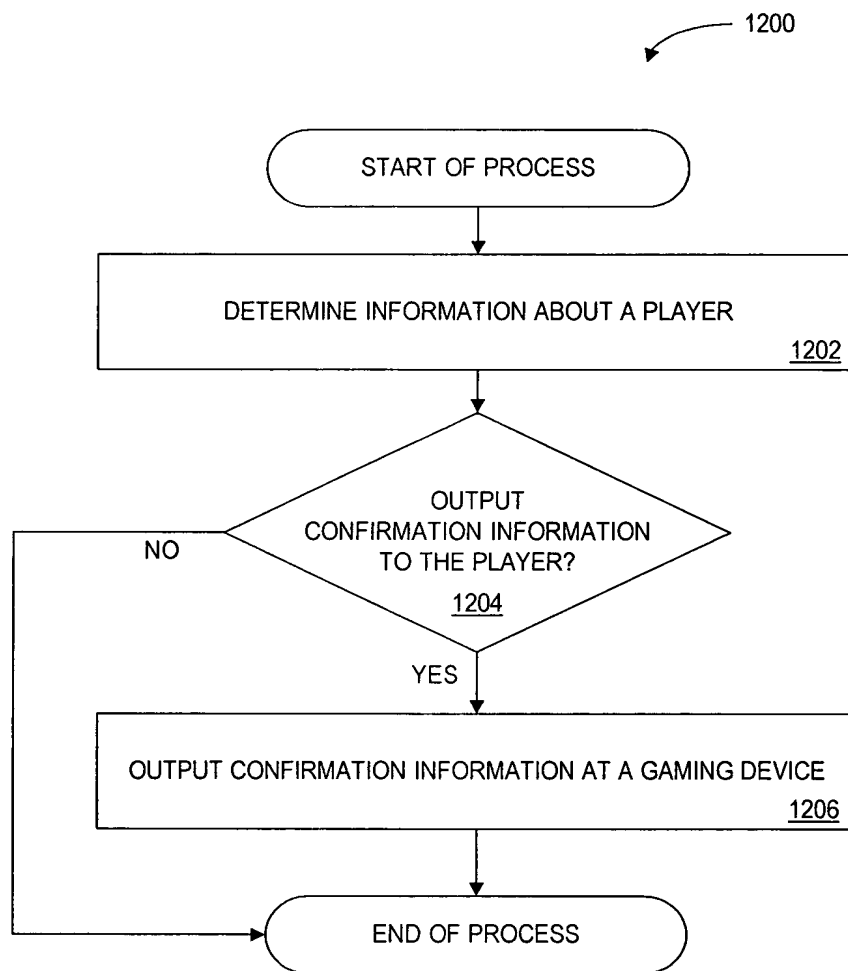 1200
START OF PROCESS
DETERMINE INFORMATION ABOUT A PLAYER
1202
OUTPUT
CONFIRMATION INFORMATION
TO THE PLAYER?
1204
NO
YES
OUTPUT CONFIRMATION INFORMATION AT A GAMING DEVICE
1206
END OF PROCESS